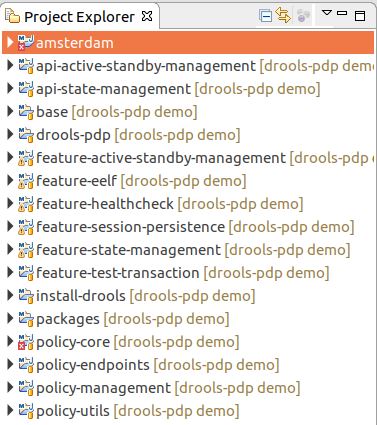 Project Explorer
amsterdam
api-active-standby-management [drools-pdp demo
api-state-management [drools-pdp demo]
base [drools-pdp demo]
drools-pdp [drools-pdp demo]
feature-active-standby-management [drools-pdp
feature-eelf [drools-pdp demo]
feature-healthcheck [drools-pdp demo]
feature-session-persistence [drools-pdp demo]
feature-state-management [drools-pdp demo]
feature-test-transaction [drools-pdp demo]
install-drools [drools-pdp demo]
packages [drools-pdp demo]
policy-core [drools-pdp demo]
policy-endpoints [drools-pdp demo]
policy-management [drools-pdp demo]
policy-utils [drools-pdp demo]